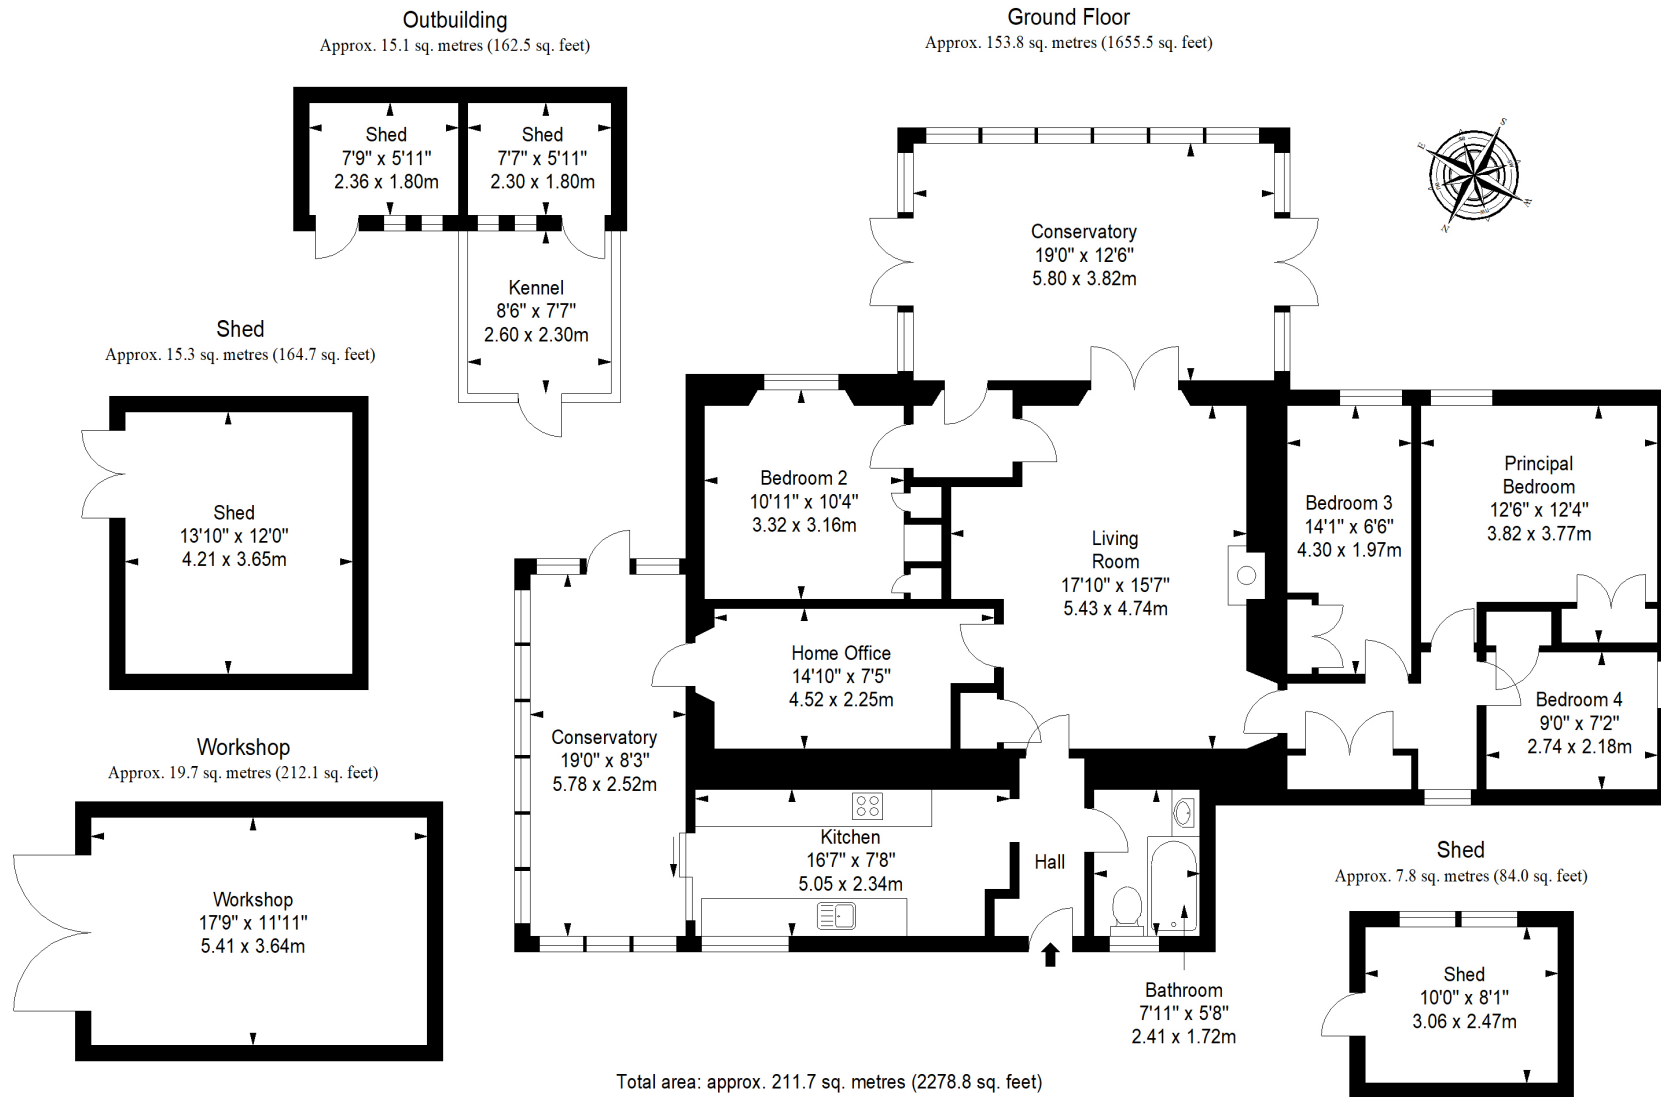 Outbuilding
Approx. 15.1 sq. metres (162.5 sq. feet)
Shed
7'9" x 5'11"
2.36 x 1.80m
Shed
7'7" x 5'11"
2.30 x 1.80m
Kennel
8'6" x 7'7"
2.60 x 2.30m
Ground Floor
Approx. 153.8 sq. metres (1655.5 sq. feet)
Conservatory
19'0" x 12'6"
5.80 x 3.82m
S
E
W
N
Shed
Approx. 15.3 sq. metres (164.7 sq. feet)
Shed
13'10" x 12'0"
4.21 x 3.65m
Bedroom 2
10'11" x 10'4"
3.32 x 3.16m
Living
Room
17'10" x 15'7"
5.43 x 4.74m
Bedroom 3
14'1" x 6'6"
4.30 x 1.97m
Principal
Bedroom
12'6" x 12'4"
3.82 x 3.77m
Home Office
14'10" x 7'5"
4.52 x 2.25m
Bedroom 4
9'0" x 7'2"
2.74 x 2.18m
Conservatory
19'0" x 8'3"
5.78 x 2.52m
Workshop
Approx. 19.7 sq. metres (212.1 sq. feet)
Workshop
17'9" x 11'11"
5.41 x 3.64m
Kitchen
16'7" x 7'8"
5.05 x 2.34m
Hall
Bathroom
7'11" x 5'8"
2.41 x 1.72m
Shed
Approx. 7.8 sq. metres (84.0 sq. feet)
Shed
10'0" x 8'1"
3.06 x 2.47m
Total area: approx. 211.7 sq. metres (2278.8 sq. feet)